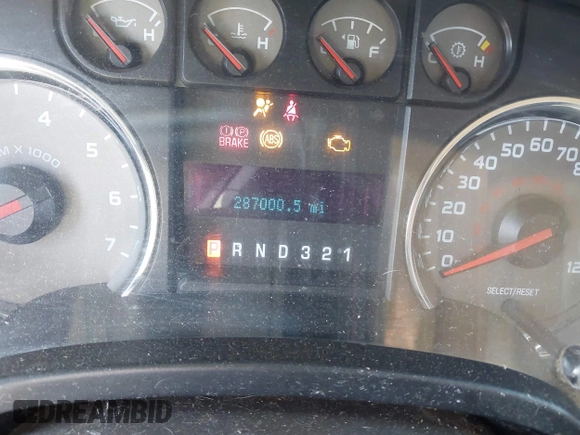 H
H
F
C H
BRAKE
ABS
4
5
6
7
M X 1000
287000.5 mi
P R N D 3 2 1
0
10
20
30
40
50
60
70
8
12
SELECT/RESET
DREAMBID